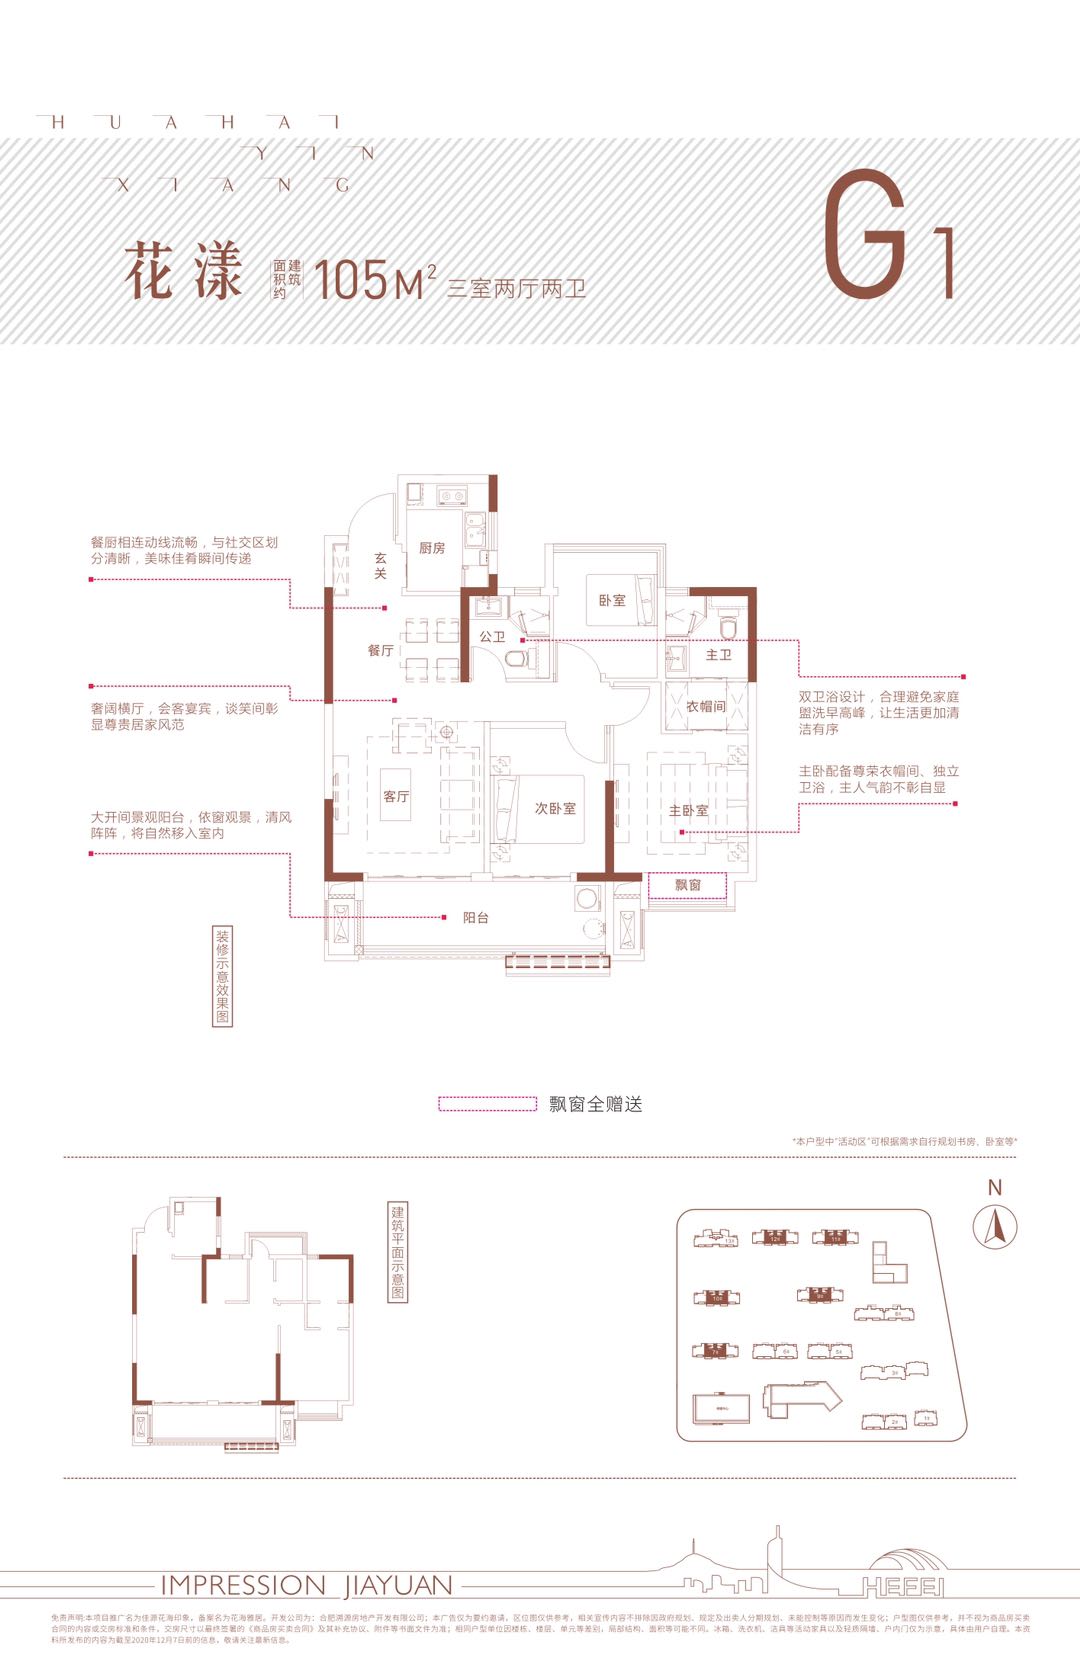 HUAHAI
YIN
XIANG
花漾
建筑
面积约
105M²
三室两厅两卫
G1
餐厨相连动线流畅，与社交区划
分清晰，美味佳肴瞬间传递
奢阔横厅，会客宴宾，谈笑间彰
显尊贵居家风范
大开间景观阳台，依窗观景，清风
阵阵，将自然移入室内
双卫浴设计，合理避免家庭
盥洗早高峰，让生活更加清
洁有序
主卧配备尊荣衣帽间、独立
卫浴，主人气韵不彰自显
厨房
玄关
餐厅
公卫
卧室
主卫
衣帽间
客厅
次卧室
主卧室
飘窗
阳台
装修示意效果图
飘窗全赠送
*本户型中"活动区"可根据需求自行规划书房、卧室等*
建筑平面示意图
N
13#
12#
11#
10#
9#
8#
7#
6#
5#
3#
2#
1#
IMPRESSION JIAYUAN
HEFEI
免责声明:本项目推广名为佳源花海印象，备案名为花海雅居。开发公司为：合肥溯源房地产开发有限公司；本广告仅为要约邀请，区位图仅供参考，相关宣传内容不排除因政府规划、规定及出卖人分期规划、未能控制等原因而发生变化；户型图仅供参考，并不视为商品房买卖
合同的内容或交房标准和条件，交房尺寸以最终签署的《商品房买卖合同》及其补充协议、附件等书面文件为准；相同户型单位因楼栋、楼层、单元等差别，局部结构、面积等可能不同。冰箱、洗衣机、洁具等活动家具以及轻质隔墙、户内门仅为示意，具体由用户自理。本资
料所发布的内容为截至2020年12月7日前的信息，敬请关注最新信息。